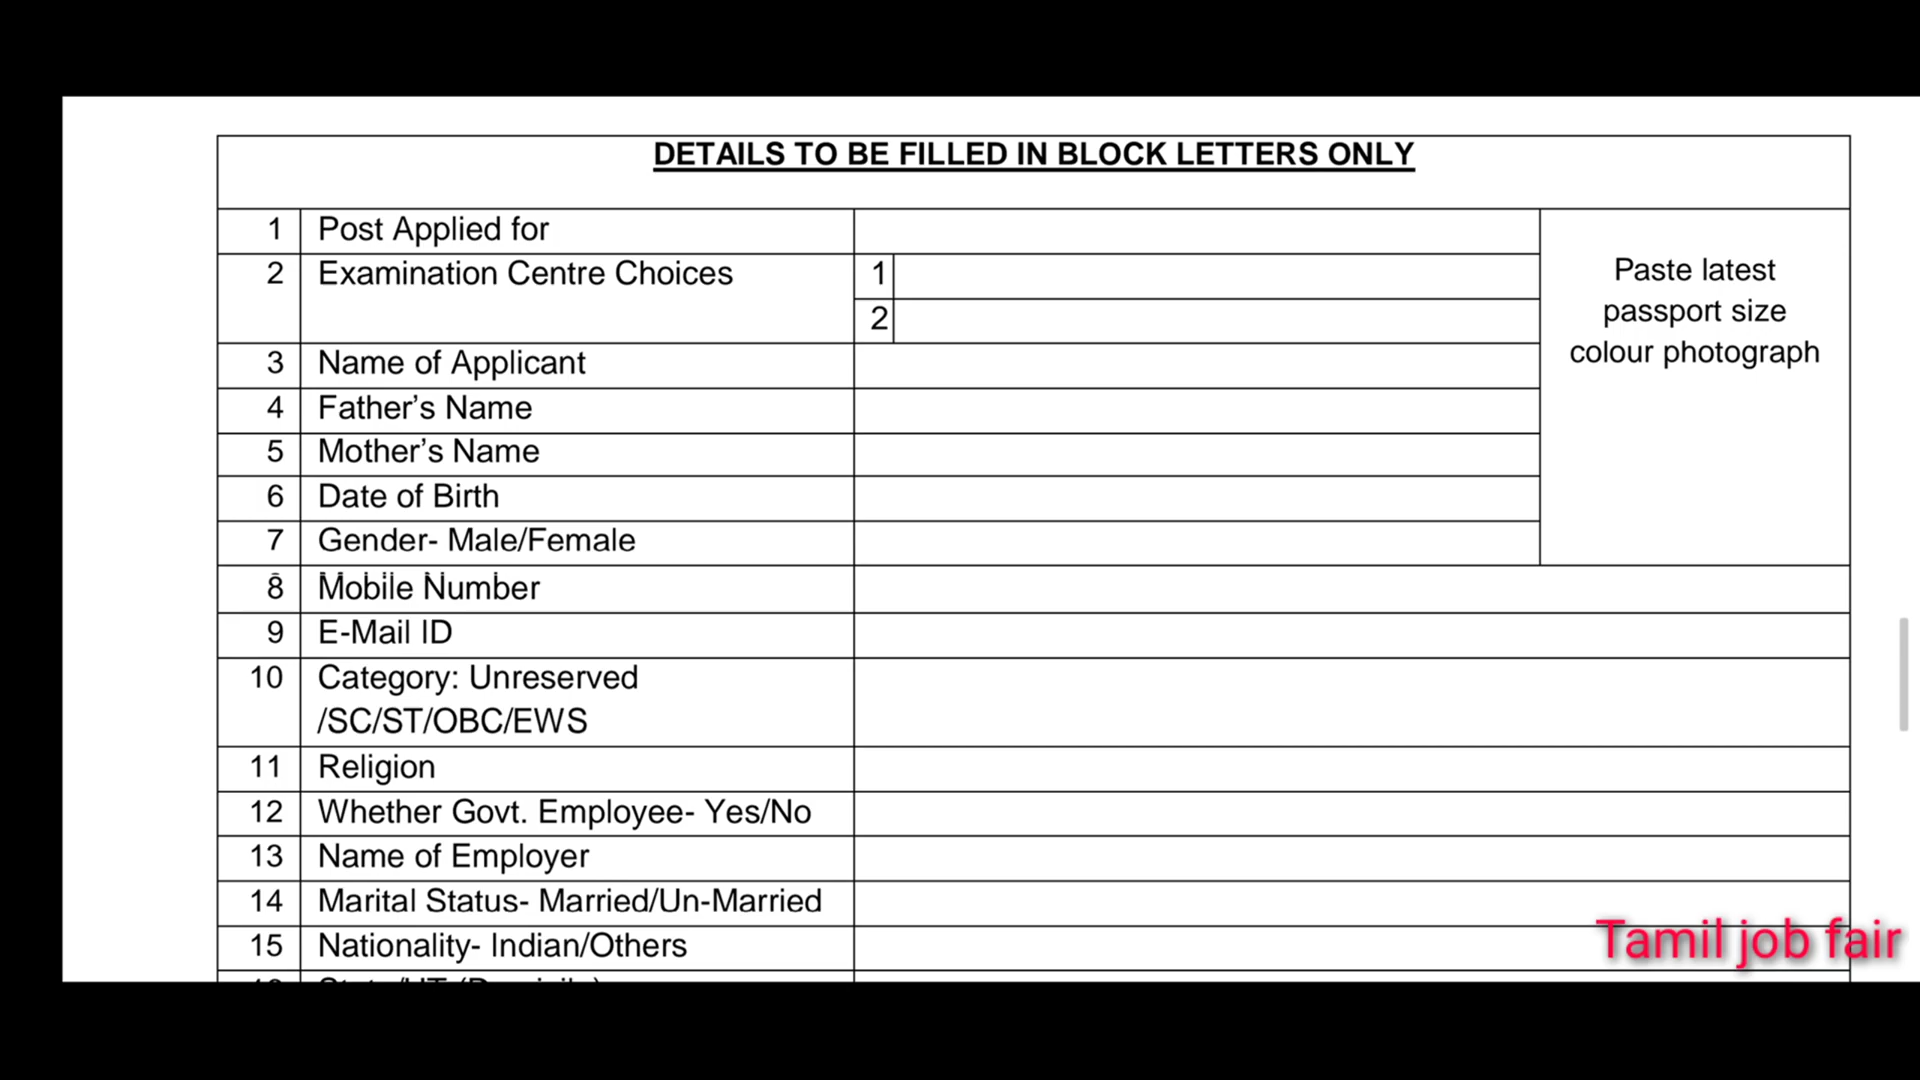 DETAILS TO BE FILLED IN BLOCK LETTERS ONLY
1 Post Applied for
2 Examination Centre Choices 1
2
Paste latest
passport size
colour photograph
3 Name of Applicant
4 Father’s Name
5 Mother’s Name
6 Date of Birth
7 Gender- Male/Female
8 Mobile Number
9 E-Mail ID
10 Category: Unreserved
/SC/ST/OBC/EWS
11 Religion
12 Whether Govt. Employee- Yes/No
13 Name of Employer
14 Marital Status- Married/Un-Married
15 Nationality- Indian/Others
Tamil job fair